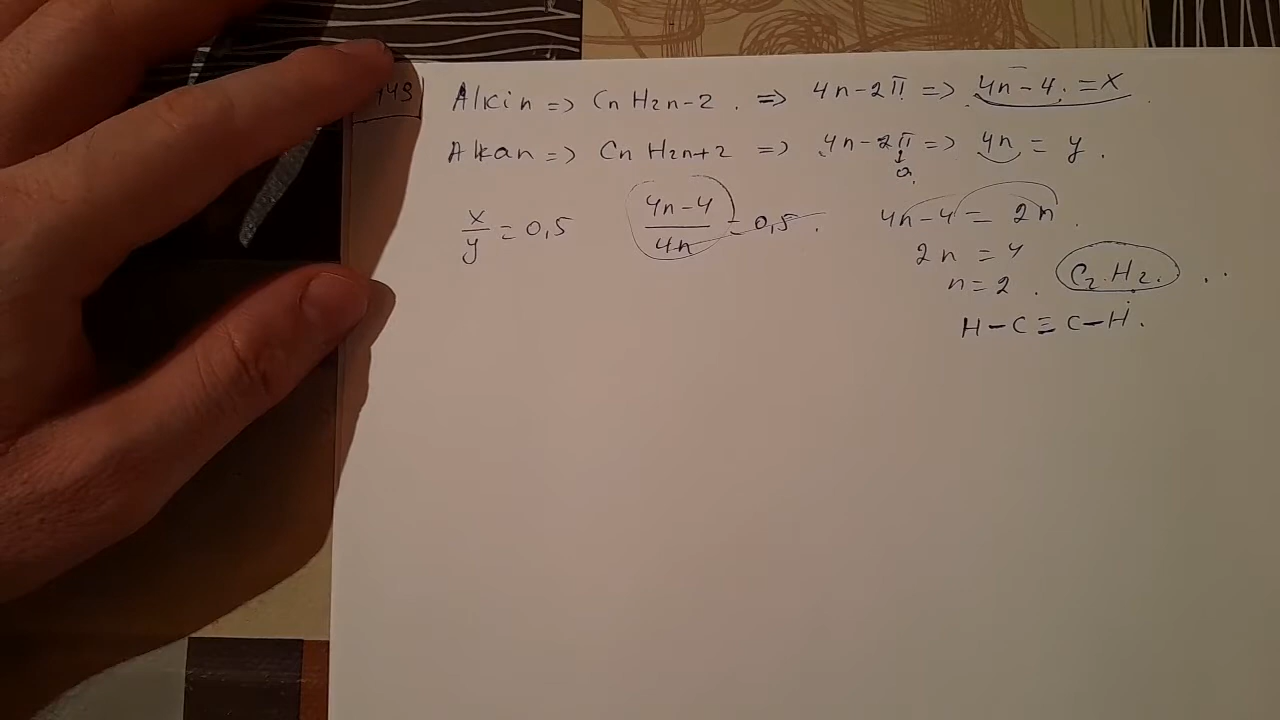 Alkin => CnH2n-2 . => 4n-2π => 4n-4. = x
Alkan => CnH2n+2 => 4n-2π => 4n = y .
0
x/y = 0,5 4n-4/4n = 0,5 . 4n-4 = 2n .
2n = 4
n = 2 . C2H2. ..
H-C≡C-H.